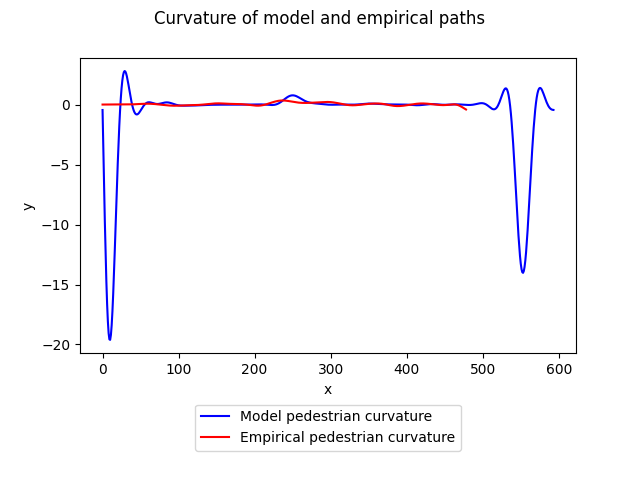 Curvature of model and empirical paths
0
−5
−10
−15
−20
y
0 100 200 300 400 500 600
x
Model pedestrian curvature
Empirical pedestrian curvature